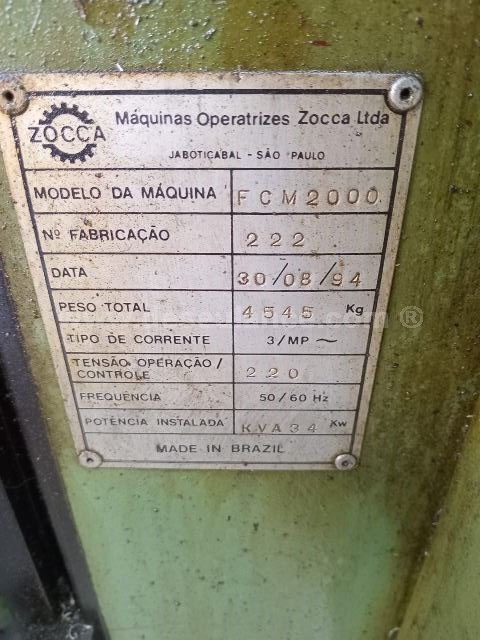 ZOCCA
Máquinas Operatrizes Zocca Ltda
JABOTICABAL - SÃO PAULO
MODELO DA MÁQUINA FCM2000
Nº FABRICAÇÃO 222
DATA 30/08/94
PESO TOTAL 4545 Kg
TIPO DE CORRENTE 3/MP ~
TENSÃO OPERAÇÃO/
CONTROLE 220
FREQUÊNCIA 50/60 Hz
POTÊNCIA INSTALADA KVA34 Kw
MADE IN BRAZIL